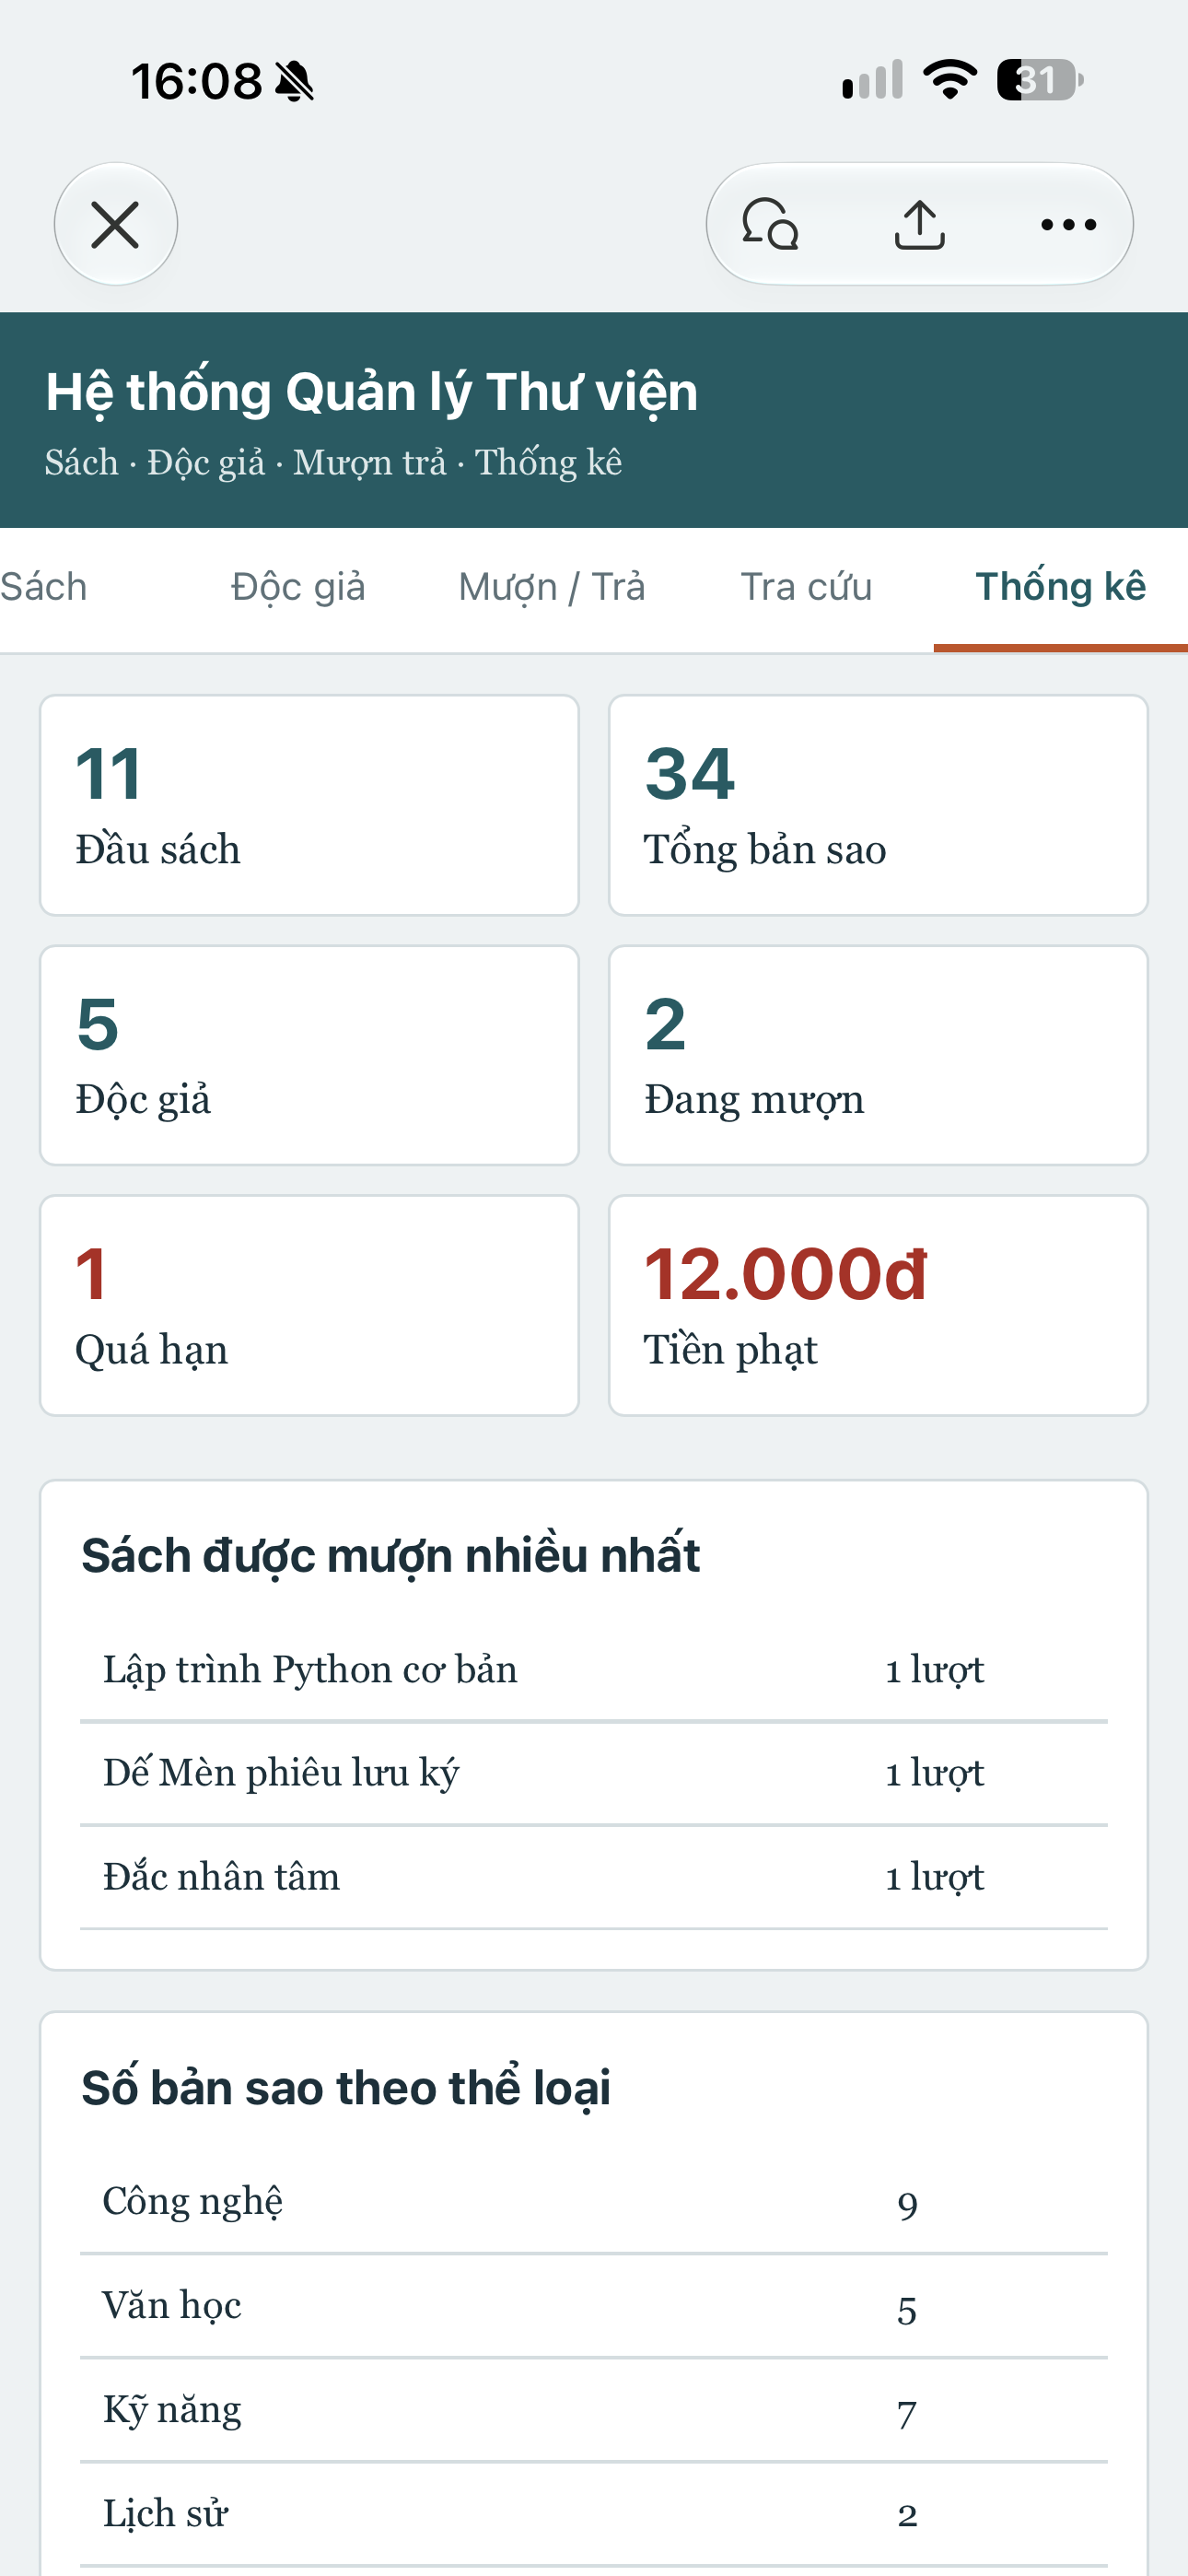 16:08
31
Hệ thống Quản lý Thư viện
Sách · Độc giả · Mượn trả · Thống kê
Sách Độc giả Mượn / Trả Tra cứu Thống kê
11 34
Đầu sách Tổng bản sao
5 2
Độc giả Đang mượn
1 12.000đ
Quá hạn Tiền phạt
Sách được mượn nhiều nhất
Lập trình Python cơ bản 1 lượt
Dế Mèn phiêu lưu ký 1 lượt
Đắc nhân tâm 1 lượt
Số bản sao theo thể loại
Công nghệ 9
Văn học 5
Kỹ năng 7
Lịch sử 2